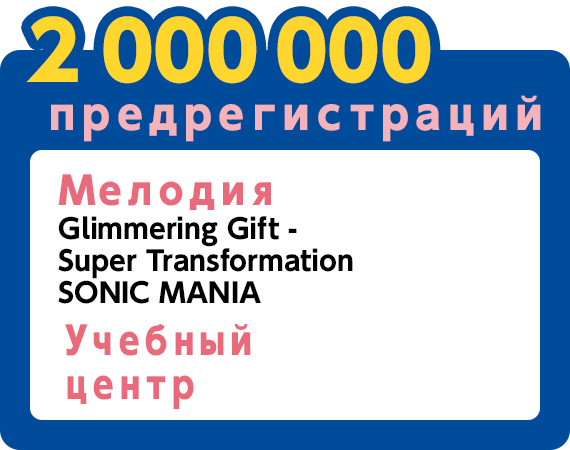 2 000 000
предрегистраций
Мелодия
Glimmering Gift -
Super Transformation
SONIC MANIA
Учебный
центр